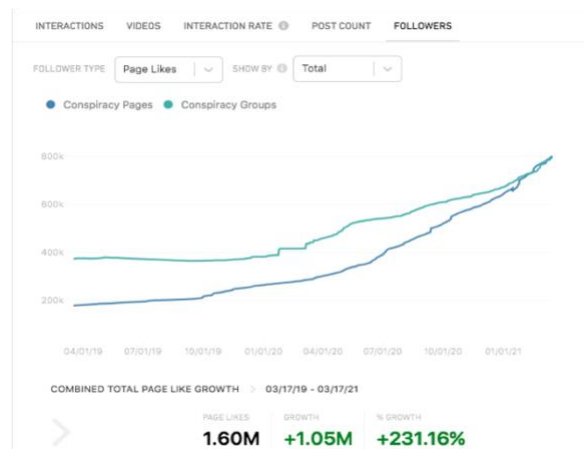 INTERACTIONS VIDEOS INTERACTION RATE POST COUNT FOLLOWERS
FOLLOWER TYPE Page Likes SHOW BY Total
Conspiracy Pages Conspiracy Groups
800k
600k
400k
200k
04/01/19 07/01/19 10/01/19 01/01/20 04/01/20 07/01/20 10/01/20 01/01/21
COMBINED TOTAL PAGE LIKE GROWTH 03/17/19 - 03/17/21
PAGE LIKES GROWTH % GROWTH
1.60M +1.05M +231.16%